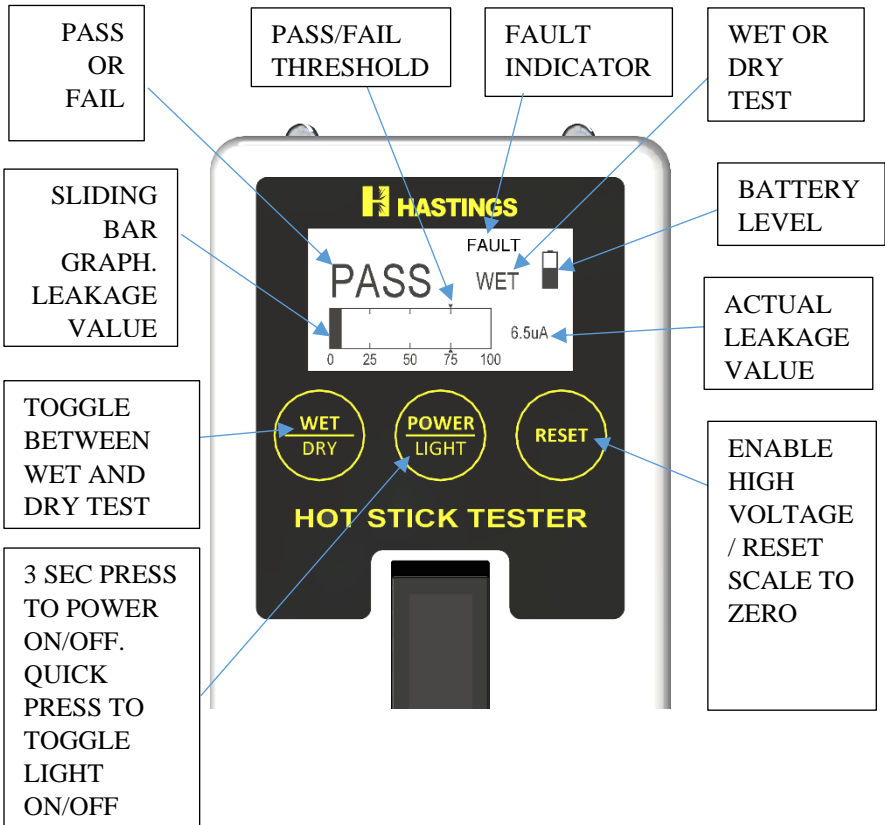 PASS
OR
FAIL
PASS/FAIL
THRESHOLD
FAULT
INDICATOR
WET OR
DRY
TEST
SLIDING
BAR
GRAPH.
LEAKAGE
VALUE
BATTERY
LEVEL
HASTINGS
FAULT
PASS
WET
6.5uA
0 25 50 75 100
ACTUAL
LEAKAGE
VALUE
TOGGLE
BETWEEN
WET AND
DRY TEST
WET
DRY
POWER
LIGHT
RESET
ENABLE
HIGH
VOLTAGE
/ RESET
SCALE TO
ZERO
HOT STICK TESTER
3 SEC PRESS
TO POWER
ON/OFF.
QUICK
PRESS TO
TOGGLE
LIGHT
ON/OFF